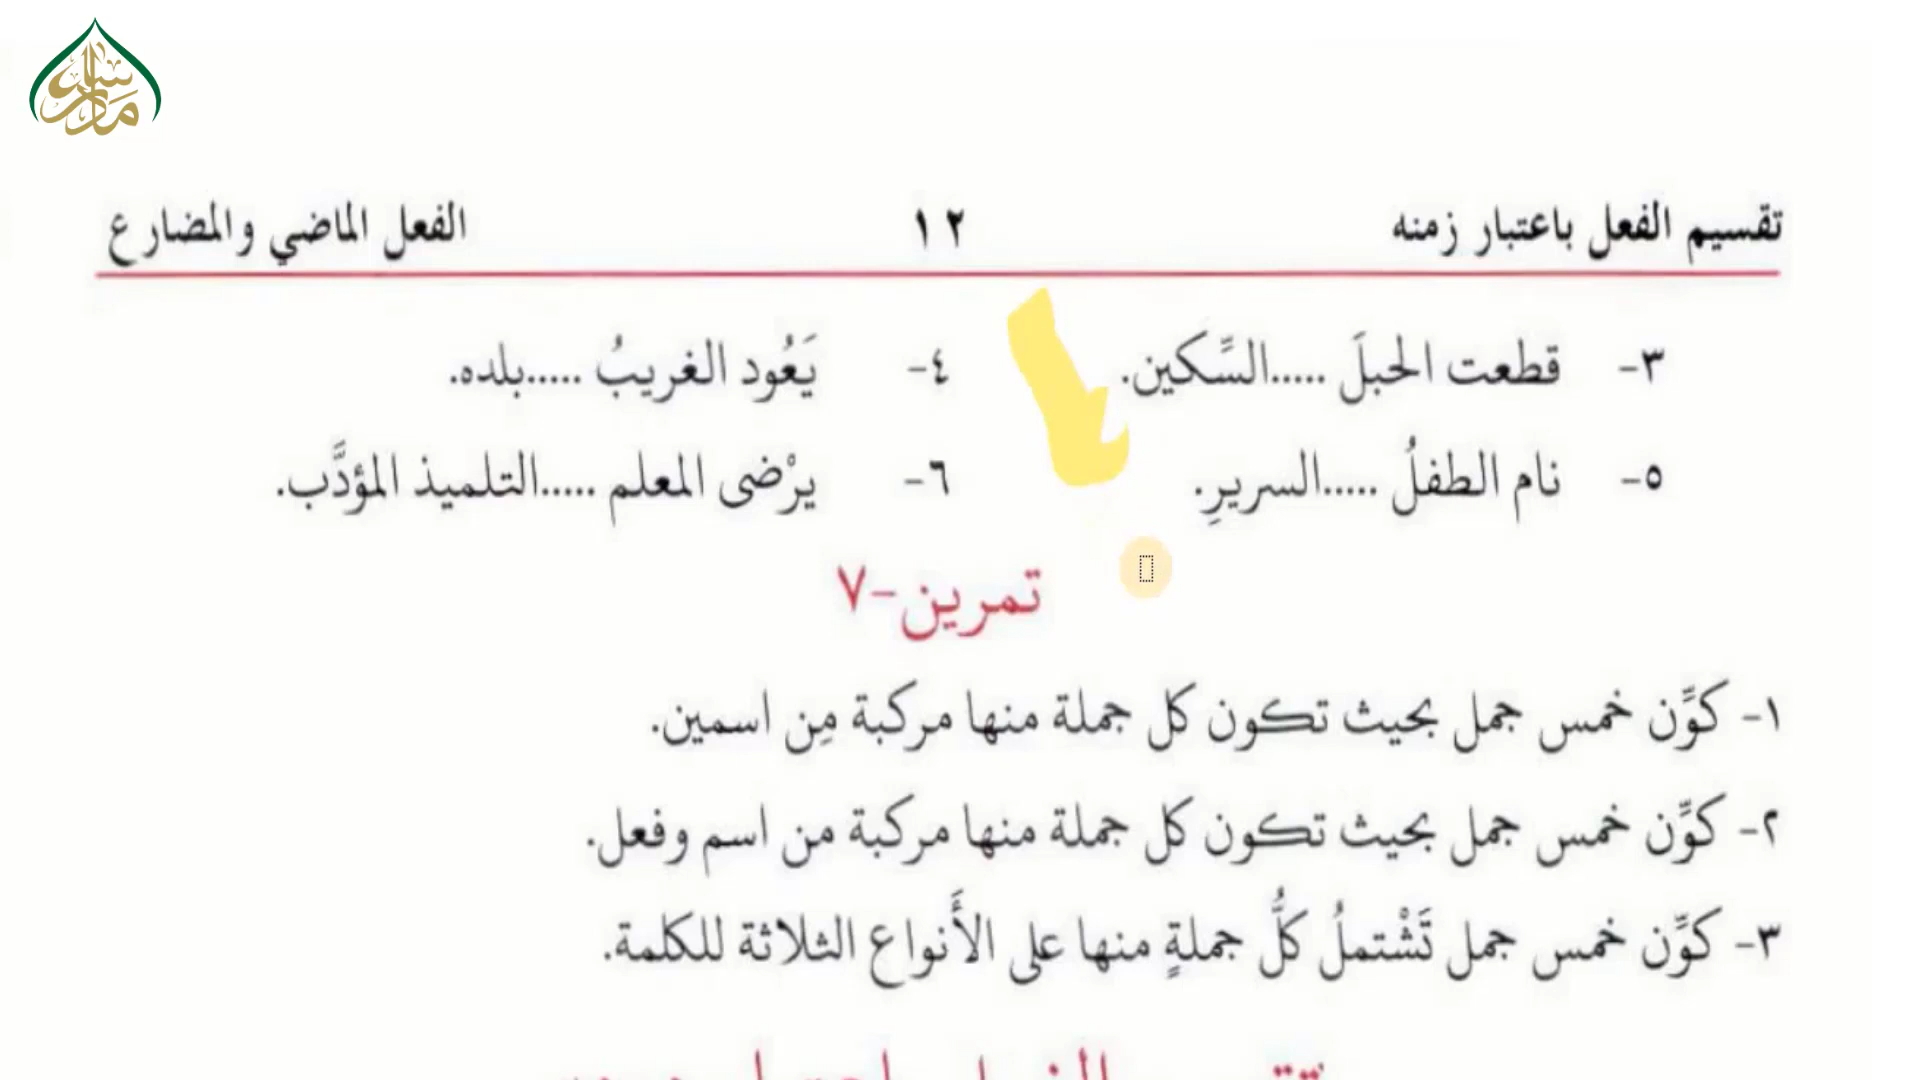 مدرسة
تقسيم الفعل باعتبار زمنه ١٢ الفعل الماضي والمضارع
٣- قطعت الحبلَ .....السِّكين. ٤- يَعُود الغريبُ .....بلده.
٥- نام الطفلُ .....السريرِ. ٦- يرْضى المعلم .....التلميذ المؤدَّب.
تمرين-٧
١- كوِّن خمس جمل بحيث تكون كل جملة منها مركبة مِن اسمين.
٢- كوِّن خمس جمل بحيث تكون كل جملة منها مركبة من اسم وفعل.
٣- كوِّن خمس جمل تَشْتملُ كلُّ جملةٍ منها على الأَنواع الثلاثة للكلمة.